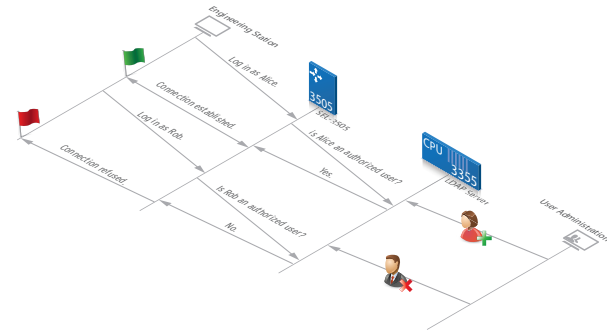 Engineering Station
Log in as Alice.
3505
SEL-3505
Connection established.
Log in as Rob.
Is Alice an authorized user?
CPU
3355
LDAP Server
Yes.
Connection refused.
Is Rob an authorized user?
No.
User Administration